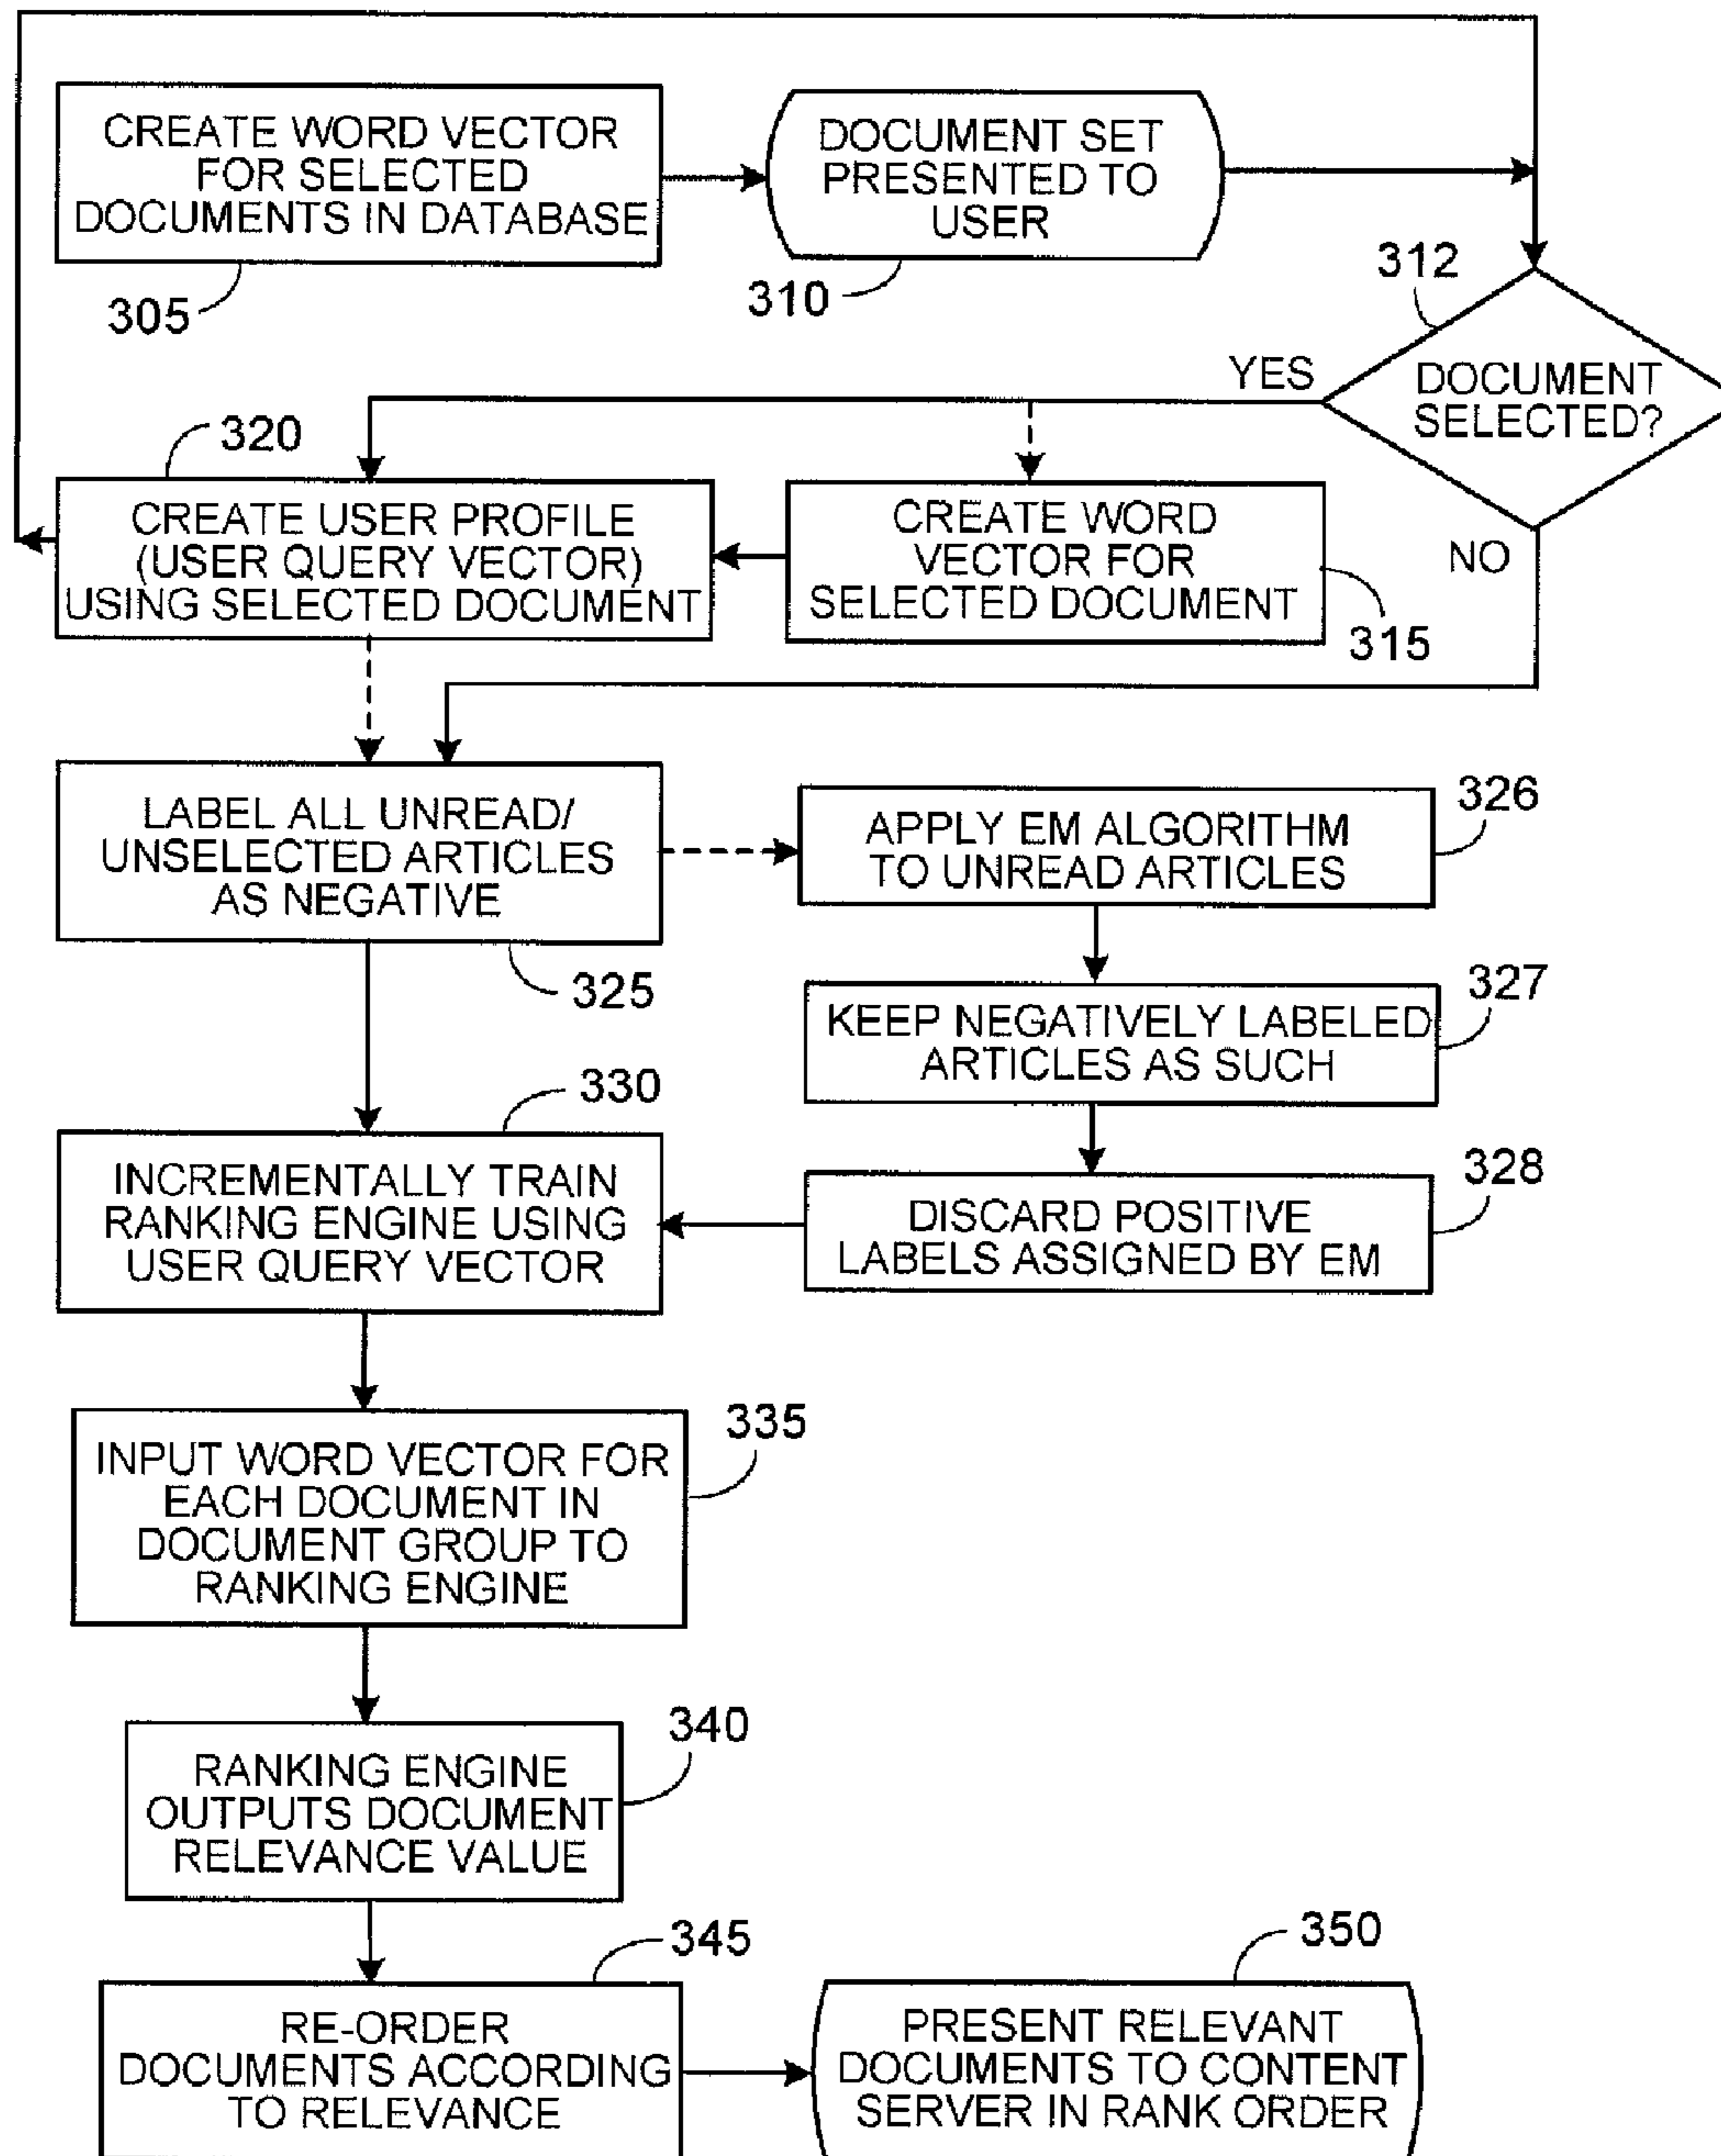 CREATE WORD VECTOR
FOR SELECTED
DOCUMENTS IN DATABASE
305
DOCUMENT SET
PRESENTED TO
USER
310
312
DOCUMENT
SELECTED?
YES
NO
320
CREATE USER PROFILE
(USER QUERY VECTOR)
USING SELECTED DOCUMENT
CREATE WORD
VECTOR FOR
SELECTED DOCUMENT
315
LABEL ALL UNREAD/
UNSELECTED ARTICLES
AS NEGATIVE
325
APPLY EM ALGORITHM
TO UNREAD ARTICLES
326
KEEP NEGATIVELY LABELED
ARTICLES AS SUCH
327
DISCARD POSITIVE
LABELS ASSIGNED BY EM
328
330
INCREMENTALLY TRAIN
RANKING ENGINE USING
USER QUERY VECTOR
335
INPUT WORD VECTOR FOR
EACH DOCUMENT IN
DOCUMENT GROUP TO
RANKING ENGINE
340
RANKING ENGINE
OUTPUTS DOCUMENT
RELEVANCE VALUE
345
RE-ORDER
DOCUMENTS ACCORDING
TO RELEVANCE
350
PRESENT RELEVANT
DOCUMENTS TO CONTENT
SERVER IN RANK ORDER